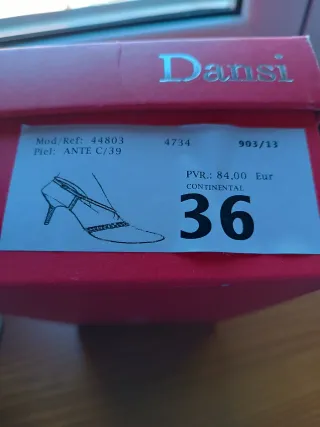 Dansi
Mod/Ref: 44803 4734 903/13
Piel: ANTE C/39
PVR.: 84,00 Eur
CONTINENTAL
36